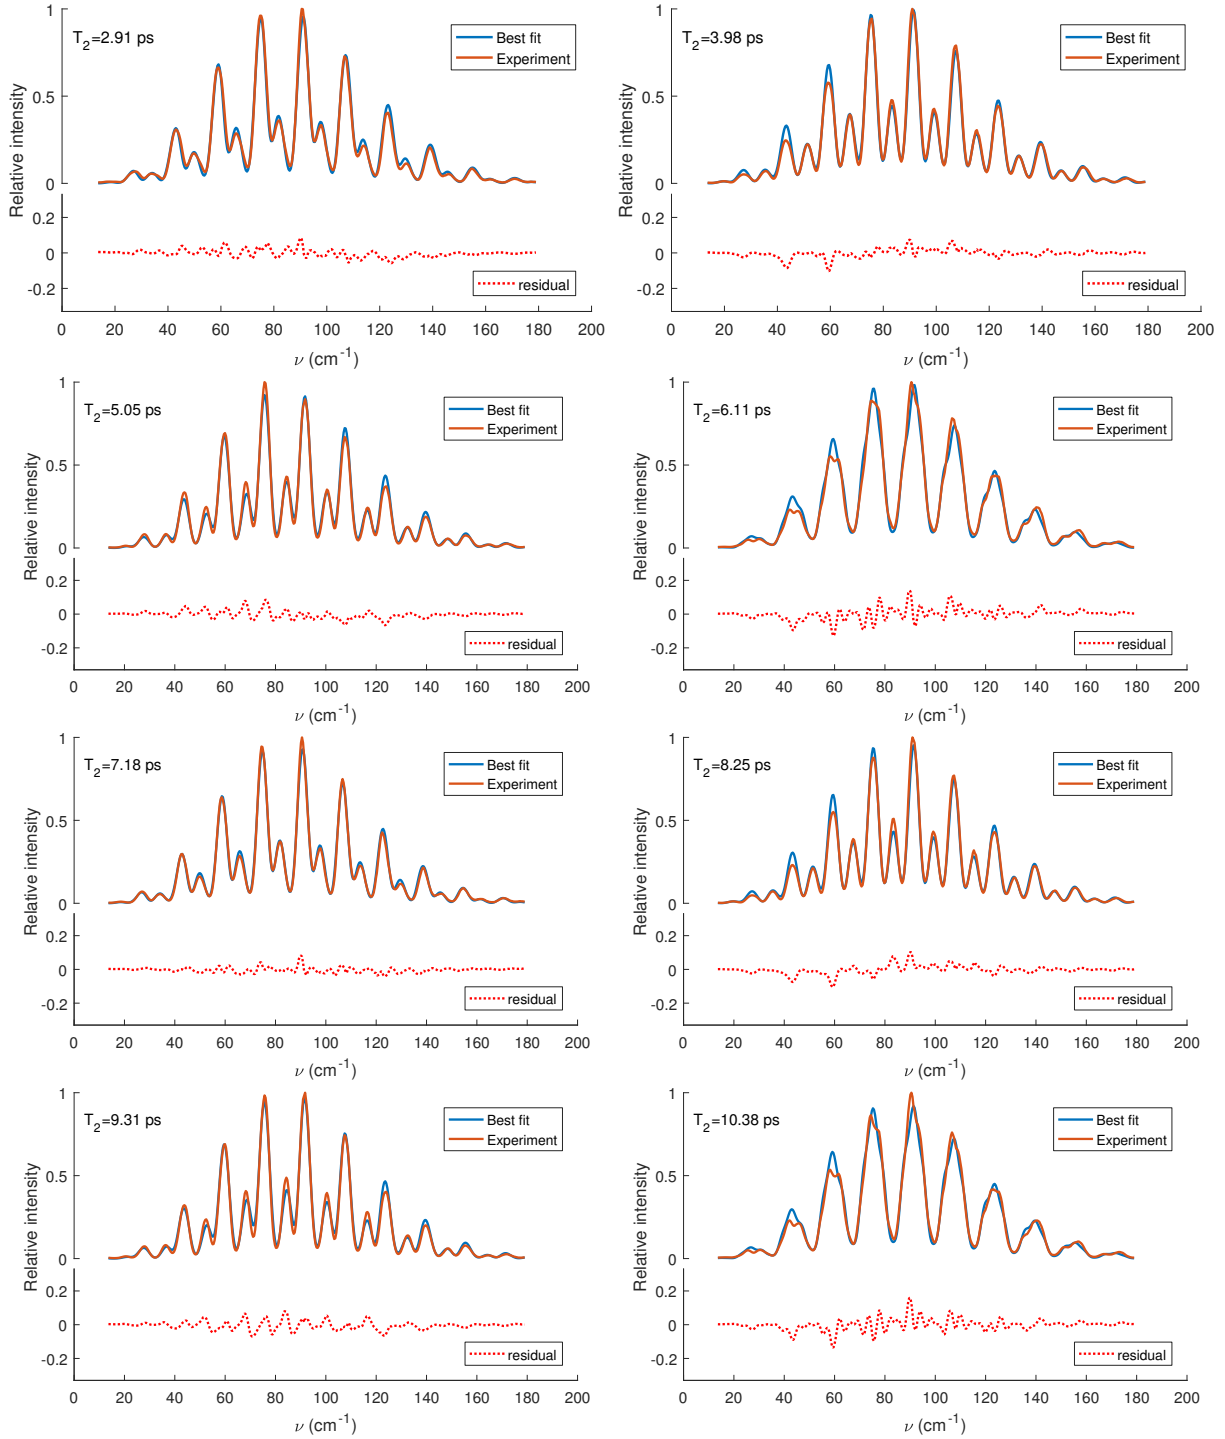 T2=2.91 ps
Best fit
Experiment
Relative intensity
1
0.5
0
0.2
0
-0.2
residual
0 20 40 60 80 100 120 140 160 180 200
ν (cm-1)
T2=3.98 ps
Best fit
Experiment
Relative intensity
1
0.5
0
0.2
0
-0.2
residual
0 20 40 60 80 100 120 140 160 180 200
ν (cm-1)
T2=5.05 ps
Best fit
Experiment
Relative intensity
1
0.5
0
0.2
0
-0.2
residual
0 20 40 60 80 100 120 140 160 180 200
ν (cm-1)
T2=6.11 ps
Best fit
Experiment
Relative intensity
1
0.5
0
0.2
0
-0.2
residual
0 20 40 60 80 100 120 140 160 180 200
ν (cm-1)
T2=7.18 ps
Best fit
Experiment
Relative intensity
1
0.5
0
0.2
0
-0.2
residual
0 20 40 60 80 100 120 140 160 180 200
ν (cm-1)
T2=8.25 ps
Best fit
Experiment
Relative intensity
1
0.5
0
0.2
0
-0.2
residual
0 20 40 60 80 100 120 140 160 180 200
ν (cm-1)
T2=9.31 ps
Best fit
Experiment
Relative intensity
1
0.5
0
0.2
0
-0.2
residual
0 20 40 60 80 100 120 140 160 180 200
ν (cm-1)
T2=10.38 ps
Best fit
Experiment
Relative intensity
1
0.5
0
0.2
0
-0.2
residual
0 20 40 60 80 100 120 140 160 180 200
ν (cm-1)